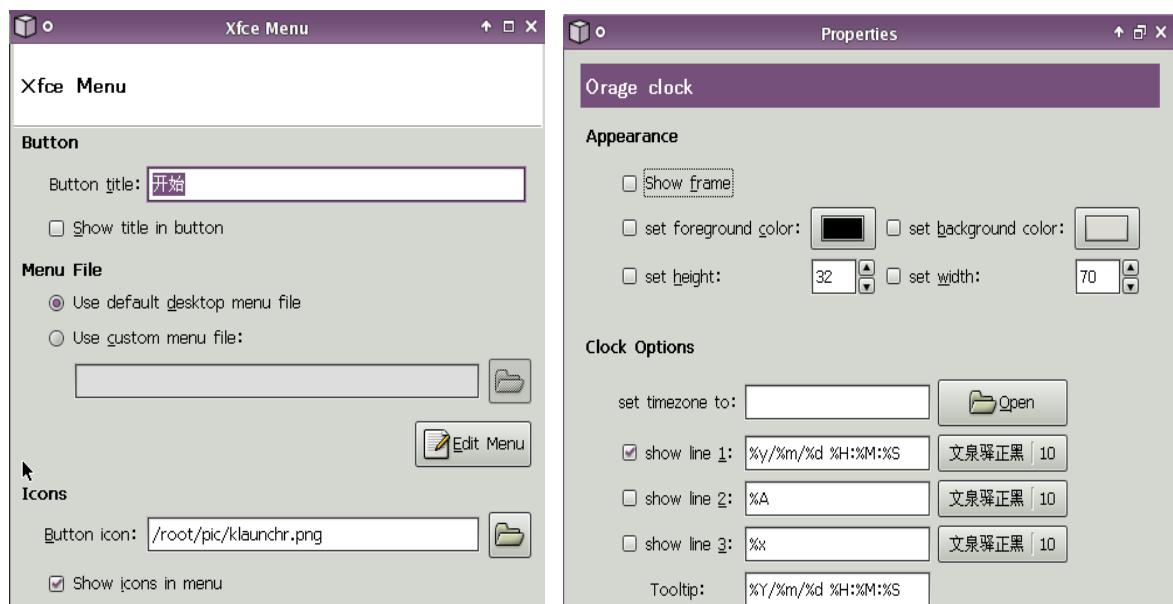 Xfce Menu
Xfce Menu
Button
Button title: 开始
Show title in button
Menu File
Use default desktop menu file
Use custom menu file:
Edit Menu
Icons
Button icon: /root/pic/klaunchr.png
Show icons in menu
Properties
Orage clock
Appearance
Show frame
set foreground color: set background color:
set height: 32 set width: 70
Clock Options
set timezone to: Open
show line 1: %y/%m/%d %H:%M:%S 文泉驿正黑 10
show line 2: %A 文泉驿正黑 10
show line 3: %x 文泉驿正黑 10
Tooltip: %Y/%m/%d %H:%M:%S